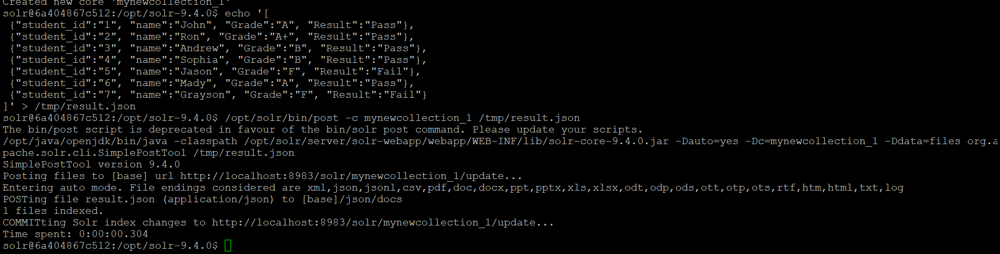 Created new core 'mynewcollection_1'
solr@6a404867c512:/opt/solr-9.4.0$ echo '[
 {"student_id":"1", "name":"John", "Grade":"A", "Result":"Pass"},
 {"student_id":"2", "name":"Ron", "Grade":"A+", "Result":"Pass"},
 {"student_id":"3", "name":"Andrew", "Grade":"B", "Result":"Pass"},
 {"student_id":"4", "name":"Sophia", "Grade":"B", "Result":"Pass"},
 {"student_id":"5", "name":"Jason", "Grade":"F", "Result":"Fail"},
 {"student_id":"6", "name":"Mady", "Grade":"A", "Result":"Pass"},
 {"student_id":"7", "name":"Grayson", "Grade":"F", "Result":"Fail"}
]' > /tmp/result.json
solr@6a404867c512:/opt/solr-9.4.0$ /opt/solr/bin/post -c mynewcollection_1 /tmp/result.json
The bin/post script is deprecated in favour of the bin/solr post command. Please update your scripts.
/opt/java/openjdk/bin/java -classpath /opt/solr/server/solr-webapp/webapp/WEB-INF/lib/solr-core-9.4.0.jar -Dauto=yes -Dc=mynewcollection_1 -Ddata=files org.a
pache.solr.cli.SimplePostTool /tmp/result.json
SimplePostTool version 9.4.0
Posting files to [base] url http://localhost:8983/solr/mynewcollection_1/update...
Entering auto mode. File endings considered are xml,json,jsonl,csv,pdf,doc,docx,ppt,pptx,xls,xlsx,odt,odp,ods,ott,otp,ots,rtf,htm,html,txt,log
POSTing file result.json (application/json) to [base]/json/docs
1 files indexed.
COMMITting Solr index changes to http://localhost:8983/solr/mynewcollection_1/update...
Time spent: 0:00:00.304
solr@6a404867c512:/opt/solr-9.4.0$